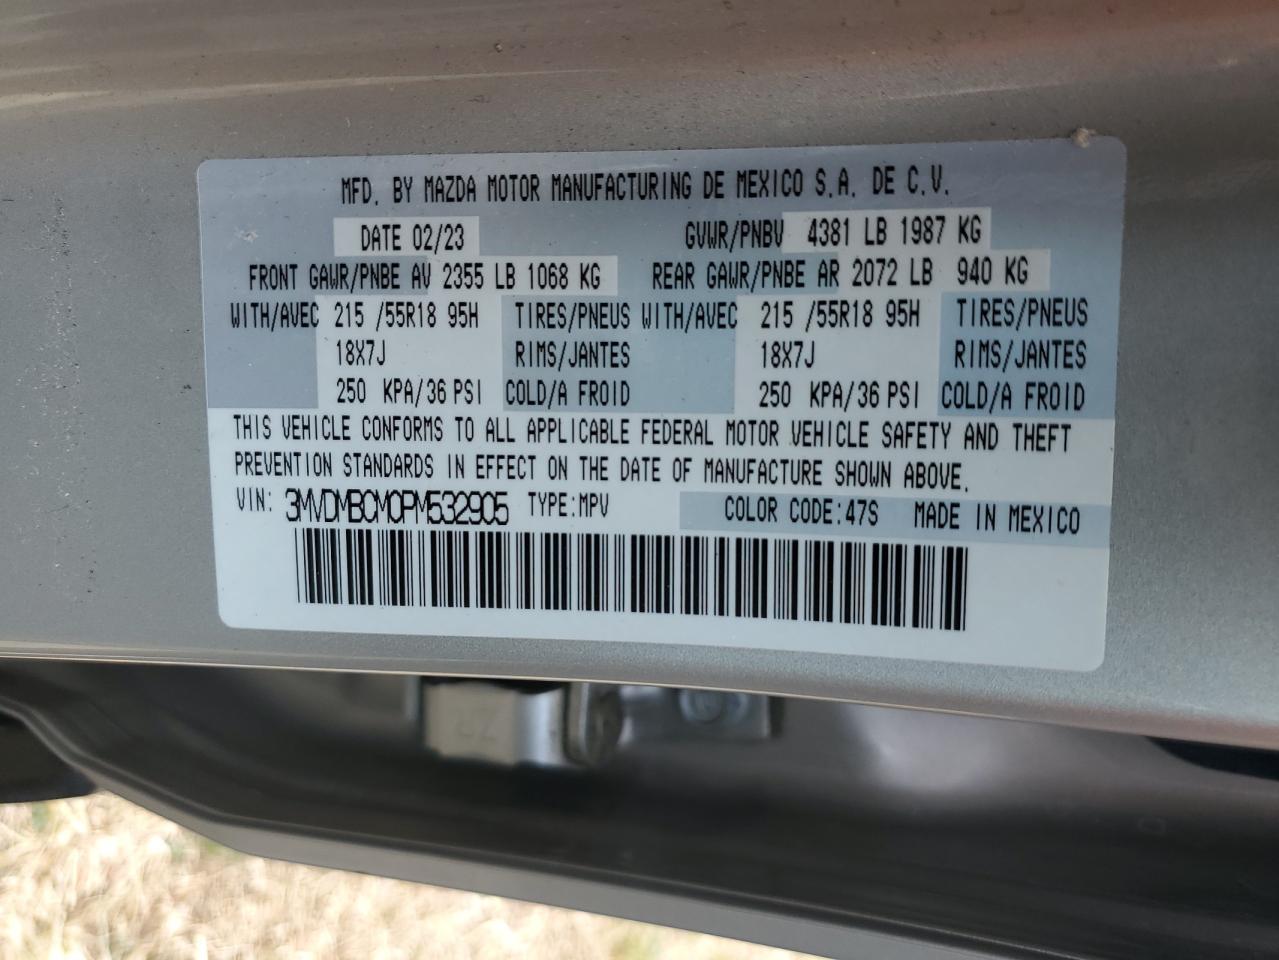 MFD. BY MAZDA MOTOR MANUFACTURING DE MEXICO S.A. DE C.V.
DATE 02/23 GVWR/PNBV 4381 LB 1987 KG
FRONT GAWR/PNBE AV 2355 LB 1068 KG REAR GAWR/PNBE AR 2072 LB 940 KG
WITH/AVEC 215 /55R18 95H TIRES/PNEUS WITH/AVEC 215 /55R18 95H TIRES/PNEUS
18X7J RIMS/JANTES 18X7J RIMS/JANTES
250 KPA/36 PSI COLD/A FROID 250 KPA/36 PSI COLD/A FROID
THIS VEHICLE CONFORMS TO ALL APPLICABLE FEDERAL MOTOR VEHICLE SAFETY AND THEFT
PREVENTION STANDARDS IN EFFECT ON THE DATE OF MANUFACTURE SHOWN ABOVE.
VIN: 3MVDMBCM0PM532905 TYPE:MPV COLOR CODE:47S MADE IN MEXICO